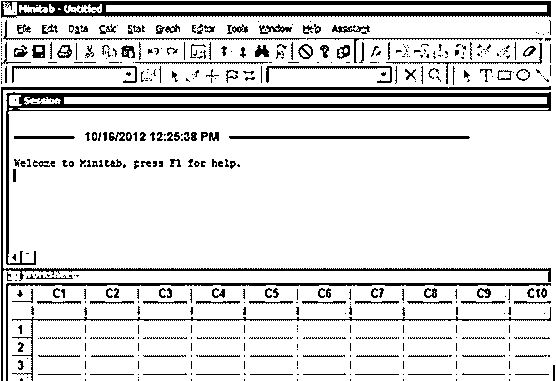 Minitab - Untitled
File Edit Data Calc Stat Graph Editor Tools Window Help Assistant
Session
10/16/2012 12:25:38 PM
Welcome to Minitab, press F1 for help.
C1 C2 C3 C4 C5 C6 C7 C8 C9 C10
1
2
3